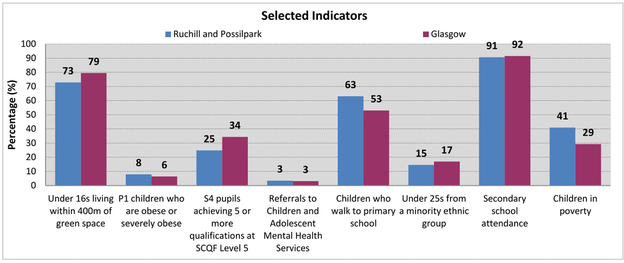 Selected Indicators
Ruchill and Possilpark
Glasgow
Percentage (%)
100
90
80
70
60
50
40
30
20
10
0
73
79
8
6
25
34
3
3
63
53
15
17
91
92
41
29
Under 16s living
within 400m of
green space
P1 children who
are obese or
severely obese
S4 pupils
achieving 5 or
more
qualifications at
SCQF Level 5
Referrals to
Children and
Adolescent
Mental Health
Services
Children who
walk to primary
school
Under 25s from
a minority ethnic
group
Secondary
school
attendance
Children in
poverty